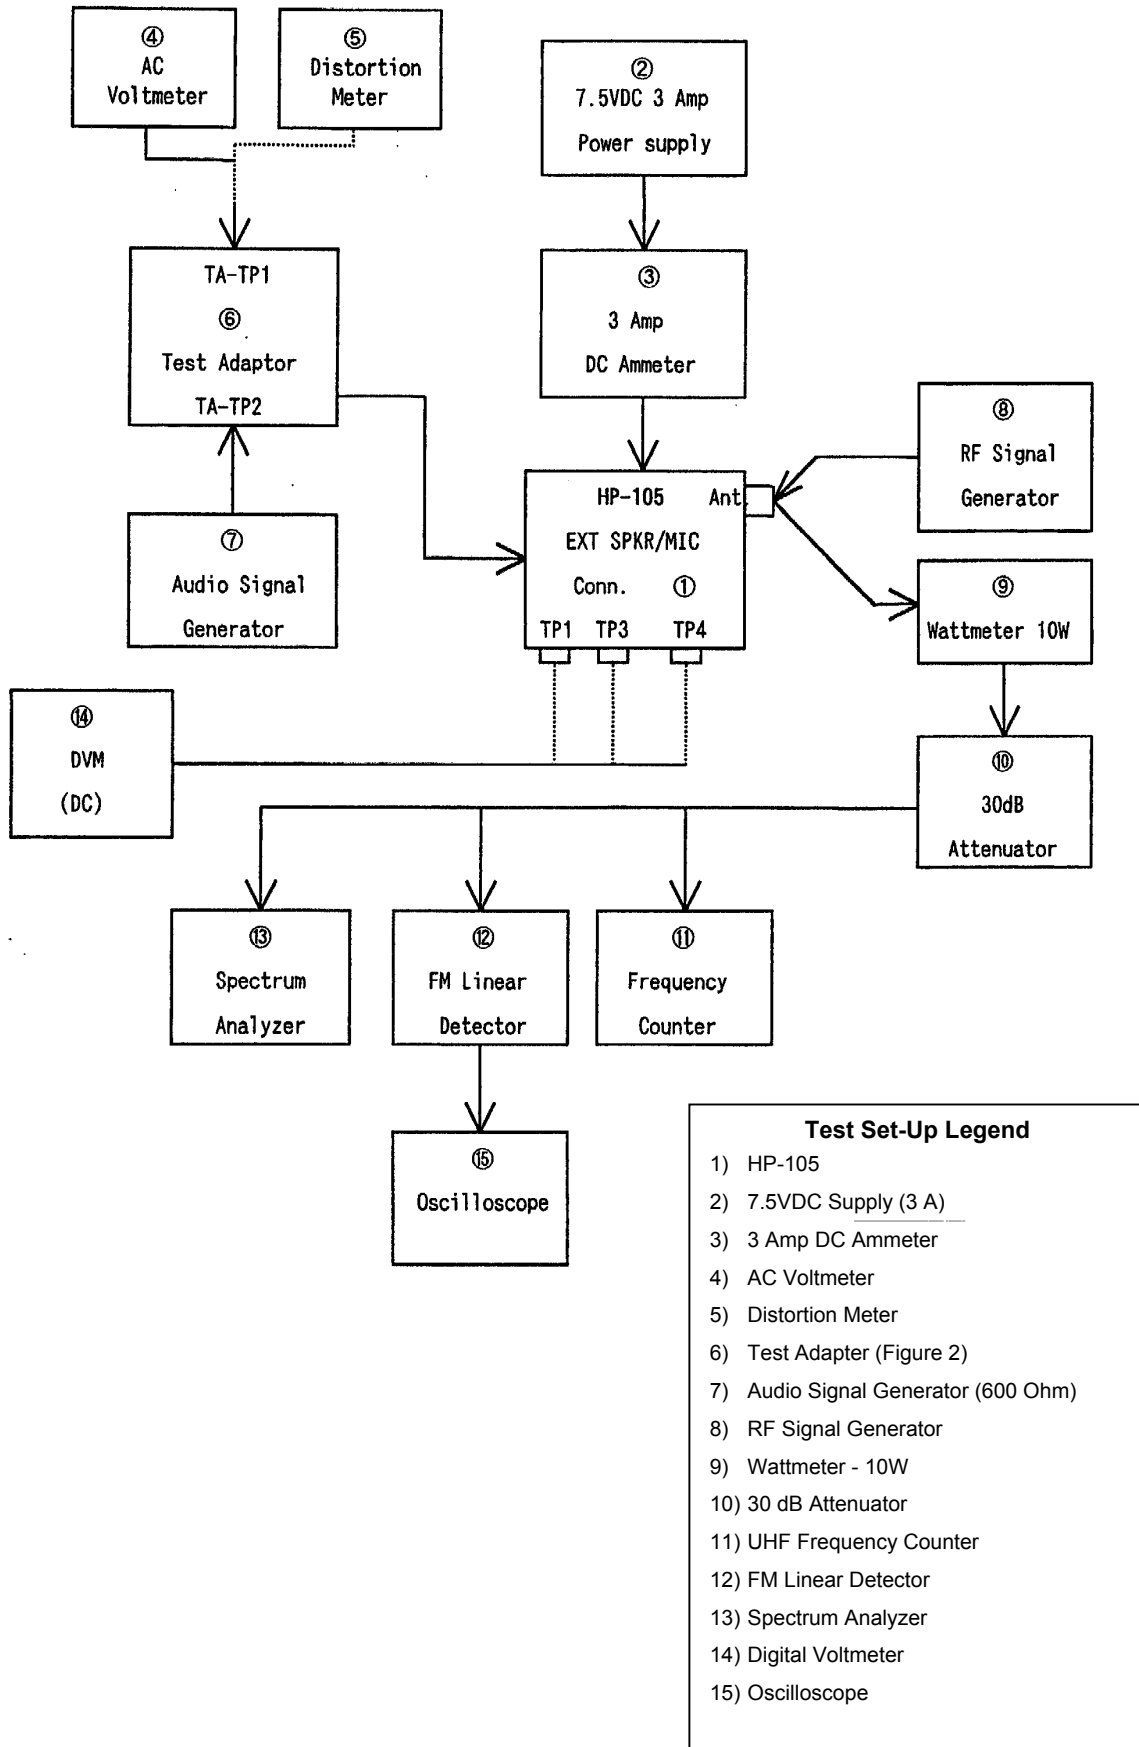 ④
AC
Voltmeter
⑤
Distortion
Meter
②
7.5VDC 3 Amp
Power supply
TA-TP1
⑥
Test Adaptor
TA-TP2
③
3 Amp
DC Ammeter
⑧
RF Signal
Generator
HP-105 Ant.
EXT SPKR/MIC
Conn. ①
TP1 TP3 TP4
⑦
Audio Signal
Generator
⑨
Wattmeter 10W
⑭
DVM
(DC)
⑩
30dB
Attenuator
⑬
Spectrum
Analyzer
⑫
FM Linear
Detector
⑪
Frequency
Counter
⑮
Oscilloscope
Test Set-Up Legend
1) HP-105
2) 7.5VDC Supply (3 A)
3) 3 Amp DC Ammeter
4) AC Voltmeter
5) Distortion Meter
6) Test Adapter (Figure 2)
7) Audio Signal Generator (600 Ohm)
8) RF Signal Generator
9) Wattmeter - 10W
10) 30 dB Attenuator
11) UHF Frequency Counter
12) FM Linear Detector
13) Spectrum Analyzer
14) Digital Voltmeter
15) Oscilloscope